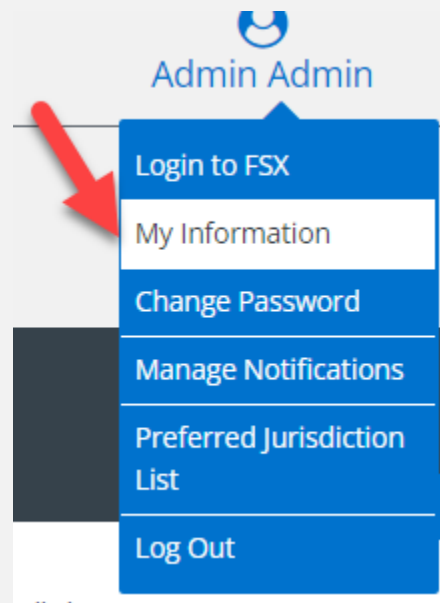 Admin Admin
Login to FSX
My Information
Change Password
Manage Notifications
Preferred Jurisdiction
List
Log Out